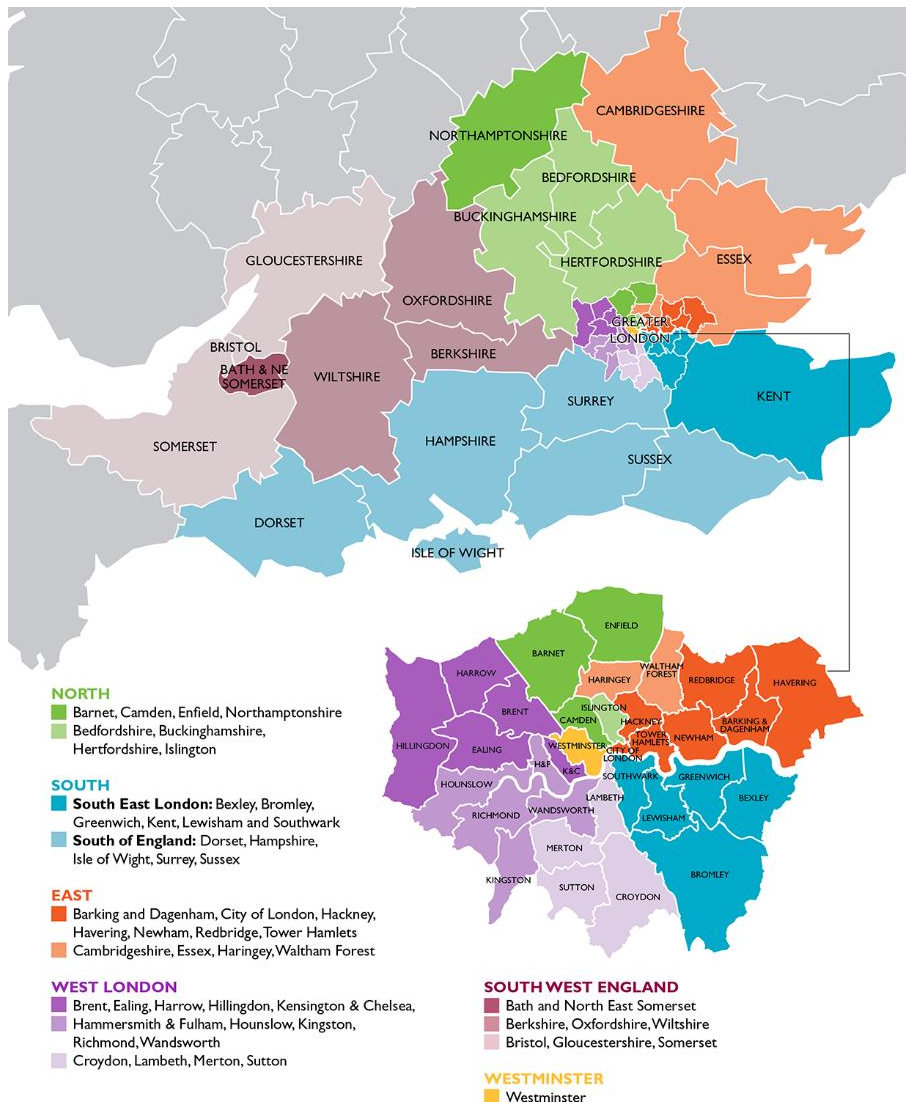 NORTHAMPTONSHIRE
CAMBRIDGESHIRE
BEDFORDSHIRE
BUCKINGHAMSHIRE
GLOUCESTERSHIRE
HERTFORDSHIRE
ESSEX
OXFORDSHIRE
GREATER
LONDON
BRISTOL
BERKSHIRE
BATH & NE
SOMERSET
WILTSHIRE
KENT
SURREY
SOMERSET
HAMPSHIRE
SUSSEX
DORSET
ISLE OF WIGHT
ENFIELD
BARNET
HARROW
WALTHAM
FOREST
HARINGEY
REDBRIDGE
HAVERING
BRENT
ISLINGTON
CAMDEN
HACKNEY
BARKING &
DAGENHAM
TOWER
HAMLETS
NEWHAM
HILLINGDON
EALING
WESTMINSTER
CITY OF
LONDON
H&F
K&C
SOUTHWARK
GREENWICH
HOUNSLOW
LAMBETH
BEXLEY
RICHMOND
WANDSWORTH
LEWISHAM
MERTON
BROMLEY
KINGSTON
SUTTON
CROYDON
NORTH
Barnet, Camden, Enfield, Northamptonshire
Bedfordshire, Buckinghamshire,
Hertfordshire, Islington
SOUTH
South East London: Bexley, Bromley,
Greenwich, Kent, Lewisham and Southwark
South of England: Dorset, Hampshire,
Isle of Wight, Surrey, Sussex
EAST
Barking and Dagenham, City of London, Hackney,
Havering, Newham, Redbridge, Tower Hamlets
Cambridgeshire, Essex, Haringey, Waltham Forest
WEST LONDON
Brent, Ealing, Harrow, Hillingdon, Kensington & Chelsea,
Hammersmith & Fulham, Hounslow, Kingston,
Richmond, Wandsworth
Croydon, Lambeth, Merton, Sutton
SOUTH WEST ENGLAND
Bath and North East Somerset
Berkshire, Oxfordshire, Wiltshire
Bristol, Gloucestershire, Somerset
WESTMINSTER
Westminster